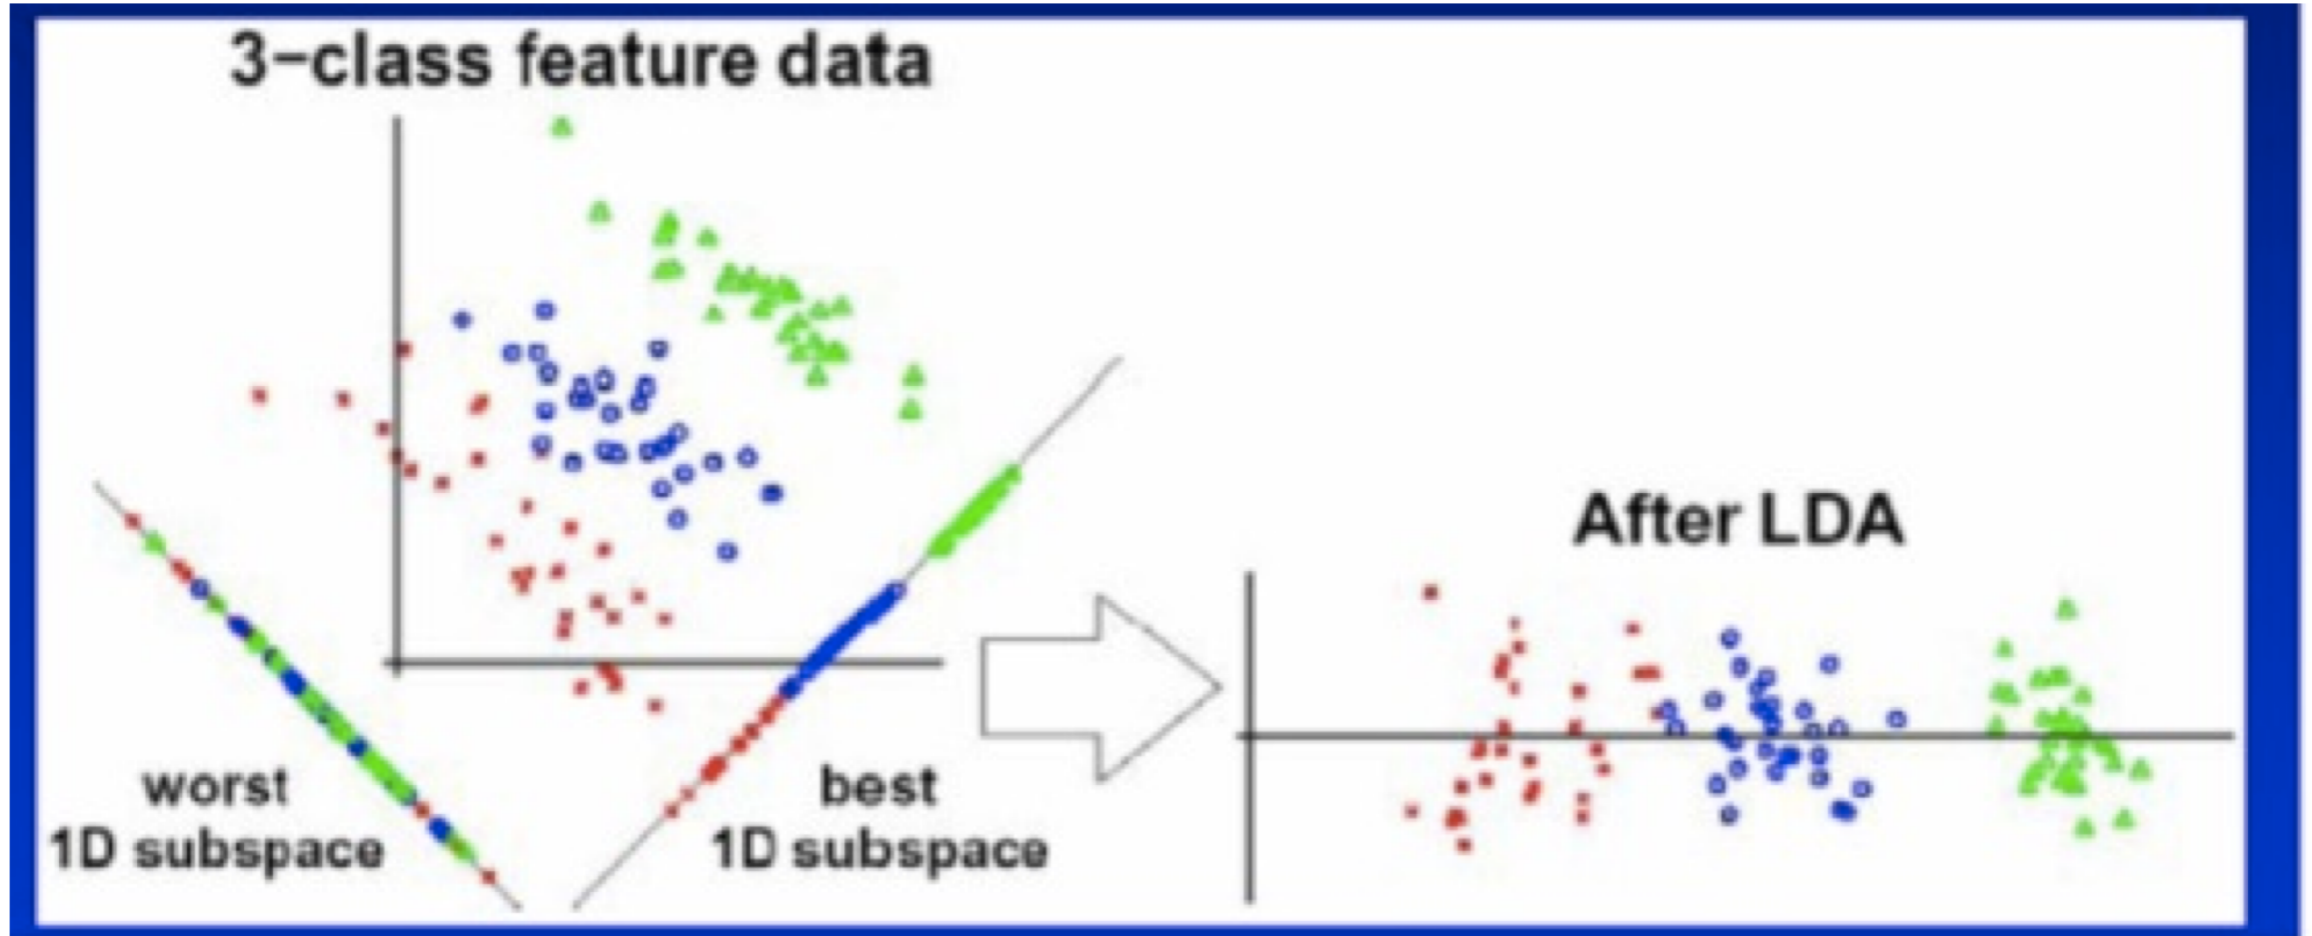 3-class feature data
worst
1D subspace
best
1D subspace
After LDA